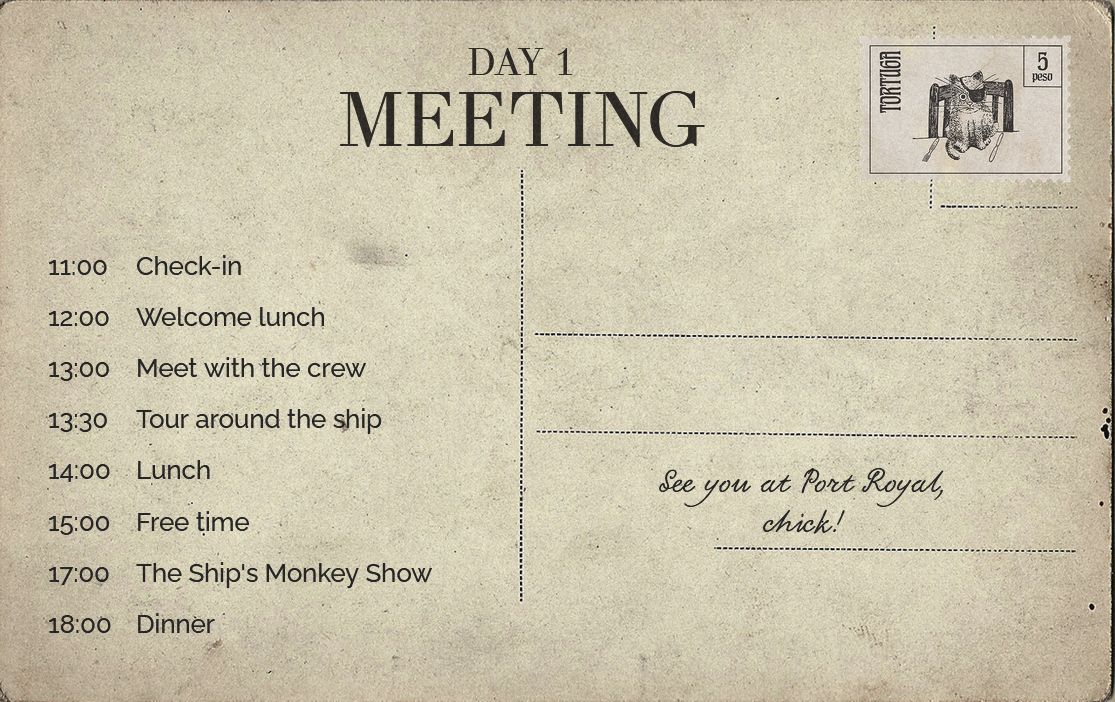 DAY 1
MEETING
TORTUGA
5
peso
11:00 Check-in
12:00 Welcome lunch
13:00 Meet with the crew
13:30 Tour around the ship
14:00 Lunch
15:00 Free time
17:00 The Ship's Monkey Show
18:00 Dinner
See you at Port Royal,
chick!